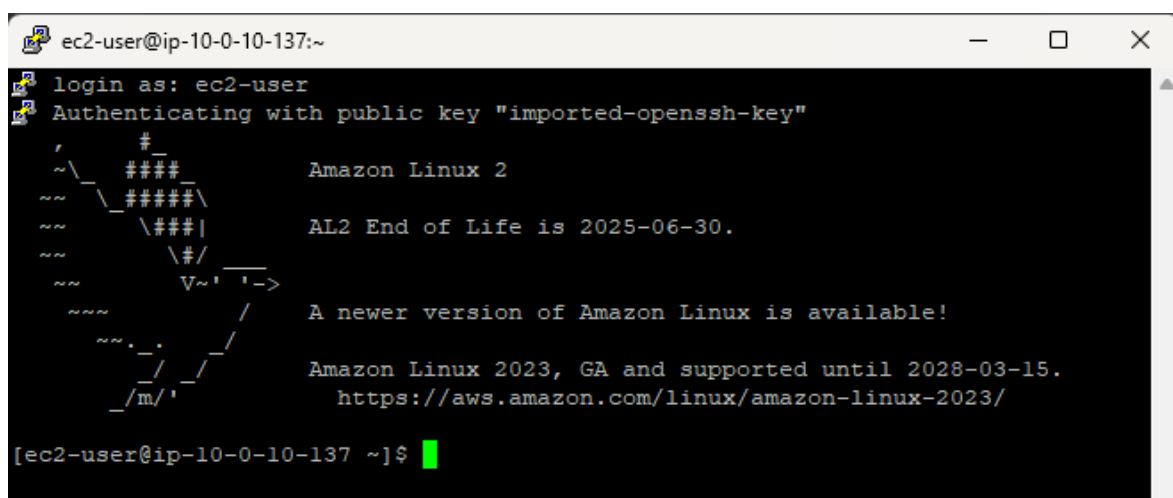 ec2-user@ip-10-0-10-137:~
login as: ec2-user
Authenticating with public key "imported-openssh-key"
   ,     #_
   ~\_  ####_        Amazon Linux 2
  ~~  \_#####\
  ~~     \###|       AL2 End of Life is 2025-06-30.
  ~~       \#/ ___
   ~~       V~' '->
    ~~~         /    A newer version of Amazon Linux is available!
      ~~._.   _/
         _/ _/       Amazon Linux 2023, GA and supported until 2028-03-15.
       _/m/'           https://aws.amazon.com/linux/amazon-linux-2023/
[ec2-user@ip-10-0-10-137 ~]$